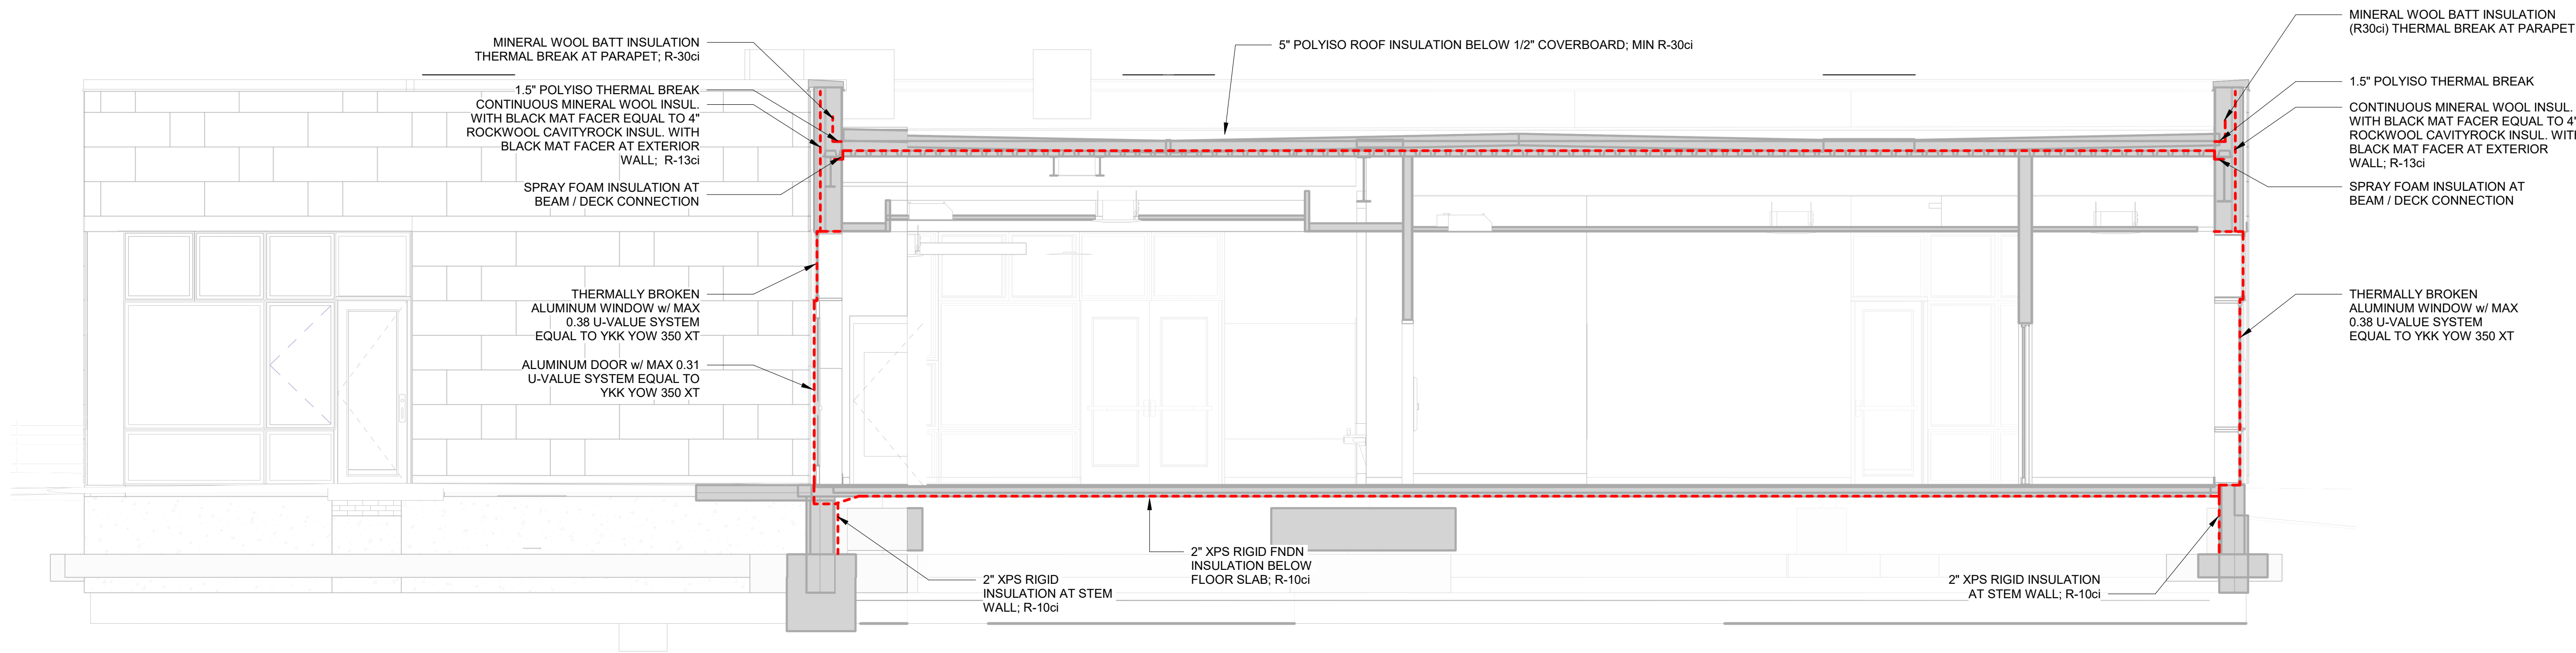 MINERAL WOOL BATT INSULATION
THERMAL BREAK AT PARAPET; R-30ci
1.5" POLYISO THERMAL BREAK
CONTINUOUS MINERAL WOOL INSUL.
WITH BLACK MAT FACER EQUAL TO 4"
ROCKWOOL CAVITYROCK INSUL. WITH
BLACK MAT FACER AT EXTERIOR
WALL; R-13ci
SPRAY FOAM INSULATION AT
BEAM / DECK CONNECTION
THERMALLY BROKEN
ALUMINUM WINDOW w/ MAX
0.38 U-VALUE SYSTEM
EQUAL TO YKK YOW 350 XT
ALUMINUM DOOR w/ MAX 0.31
U-VALUE SYSTEM EQUAL TO
YKK YOW 350 XT
5" POLYISO ROOF INSULATION BELOW 1/2" COVERBOARD; MIN R-30ci
2" XPS RIGID
INSULATION AT STEM
WALL; R-10ci
2" XPS RIGID FNDN
INSULATION BELOW
FLOOR SLAB; R-10ci
2" XPS RIGID INSULATION
AT STEM WALL; R-10ci
MINERAL WOOL BATT INSULATION
(R30ci) THERMAL BREAK AT PARAPET
1.5" POLYISO THERMAL BREAK
CONTINUOUS MINERAL WOOL INSUL.
WITH BLACK MAT FACER EQUAL TO 4"
ROCKWOOL CAVITYROCK INSUL. WITH
BLACK MAT FACER AT EXTERIOR
WALL; R-13ci
SPRAY FOAM INSULATION AT
BEAM / DECK CONNECTION
THERMALLY BROKEN
ALUMINUM WINDOW w/ MAX
0.38 U-VALUE SYSTEM
EQUAL TO YKK YOW 350 XT